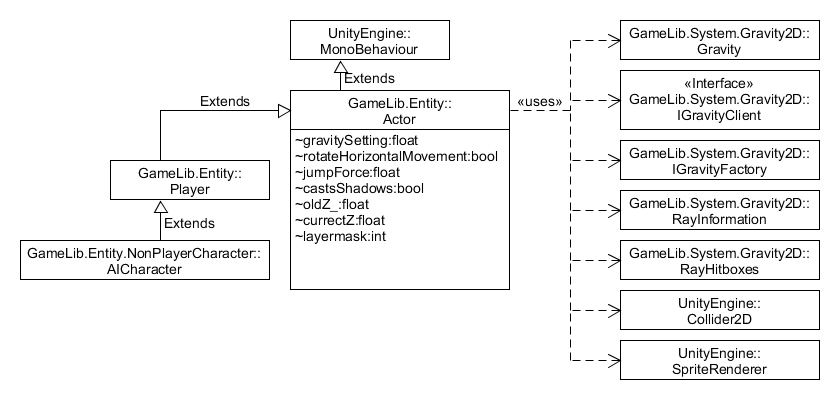 UnityEngine::
MonoBehaviour
Extends
GameLib.Entity::
Actor
~gravitySetting:float
~rotateHorizontalMovement:bool
~jumpForce:float
~castsShadows:bool
~oldZ_:float
~currectZ:float
~layermask:int
Extends
GameLib.Entity::
Player
Extends
GameLib.Entity.NonPlayerCharacter::
AICharacter
«uses»
GameLib.System.Gravity2D::
Gravity
«Interface»
GameLib.System.Gravity2D::
IGravityClient
GameLib.System.Gravity2D::
IGravityFactory
GameLib.System.Gravity2D::
RayInformation
GameLib.System.Gravity2D::
RayHitboxes
UnityEngine::
Collider2D
UnityEngine::
SpriteRenderer